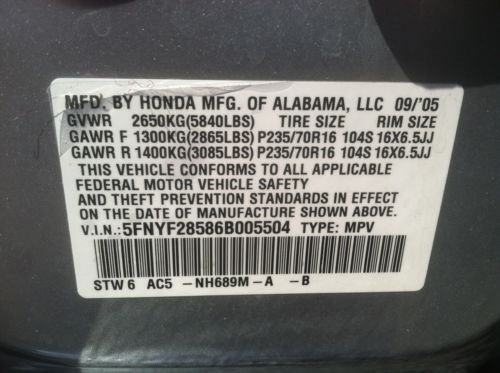 MFD. BY HONDA MFG. OF ALABAMA, LLC 09/'05
GVWR 2650KG(5840LBS) TIRE SIZE RIM SIZE
GAWR F 1300KG(2865LBS) P235/70R16 104S 16X6.5JJ
GAWR R 1400KG(3085LBS) P235/70R16 104S 16X6.5JJ
THIS VEHICLE CONFORMS TO ALL APPLICABLE
FEDERAL MOTOR VEHICLE SAFETY
AND THEFT PREVENTION STANDARDS IN EFFECT
ON THE DATE OF MANUFACTURE SHOWN ABOVE.
V.I.N.:5FNYF28586B005504 TYPE: MPV
STW 6 AC5 -NH689M-A -B